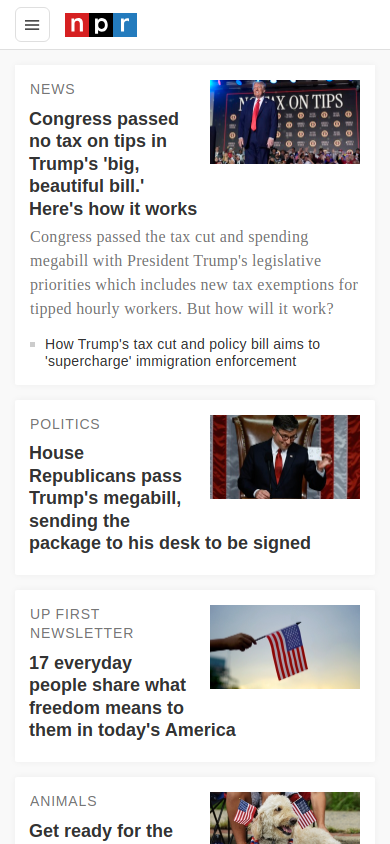 npr
NEWS
NO TAX ON TIPS
Congress passed
no tax on tips in
Trump's 'big,
beautiful bill.'
Here's how it works
Congress passed the tax cut and spending
megabill with President Trump's legislative
priorities which includes new tax exemptions for
tipped hourly workers. But how will it work?
How Trump's tax cut and policy bill aims to
'supercharge' immigration enforcement
POLITICS
House
Republicans pass
Trump's megabill,
sending the
package to his desk to be signed
UP FIRST
NEWSLETTER
17 everyday
people share what
freedom means to
them in today's America
ANIMALS
Get ready for the